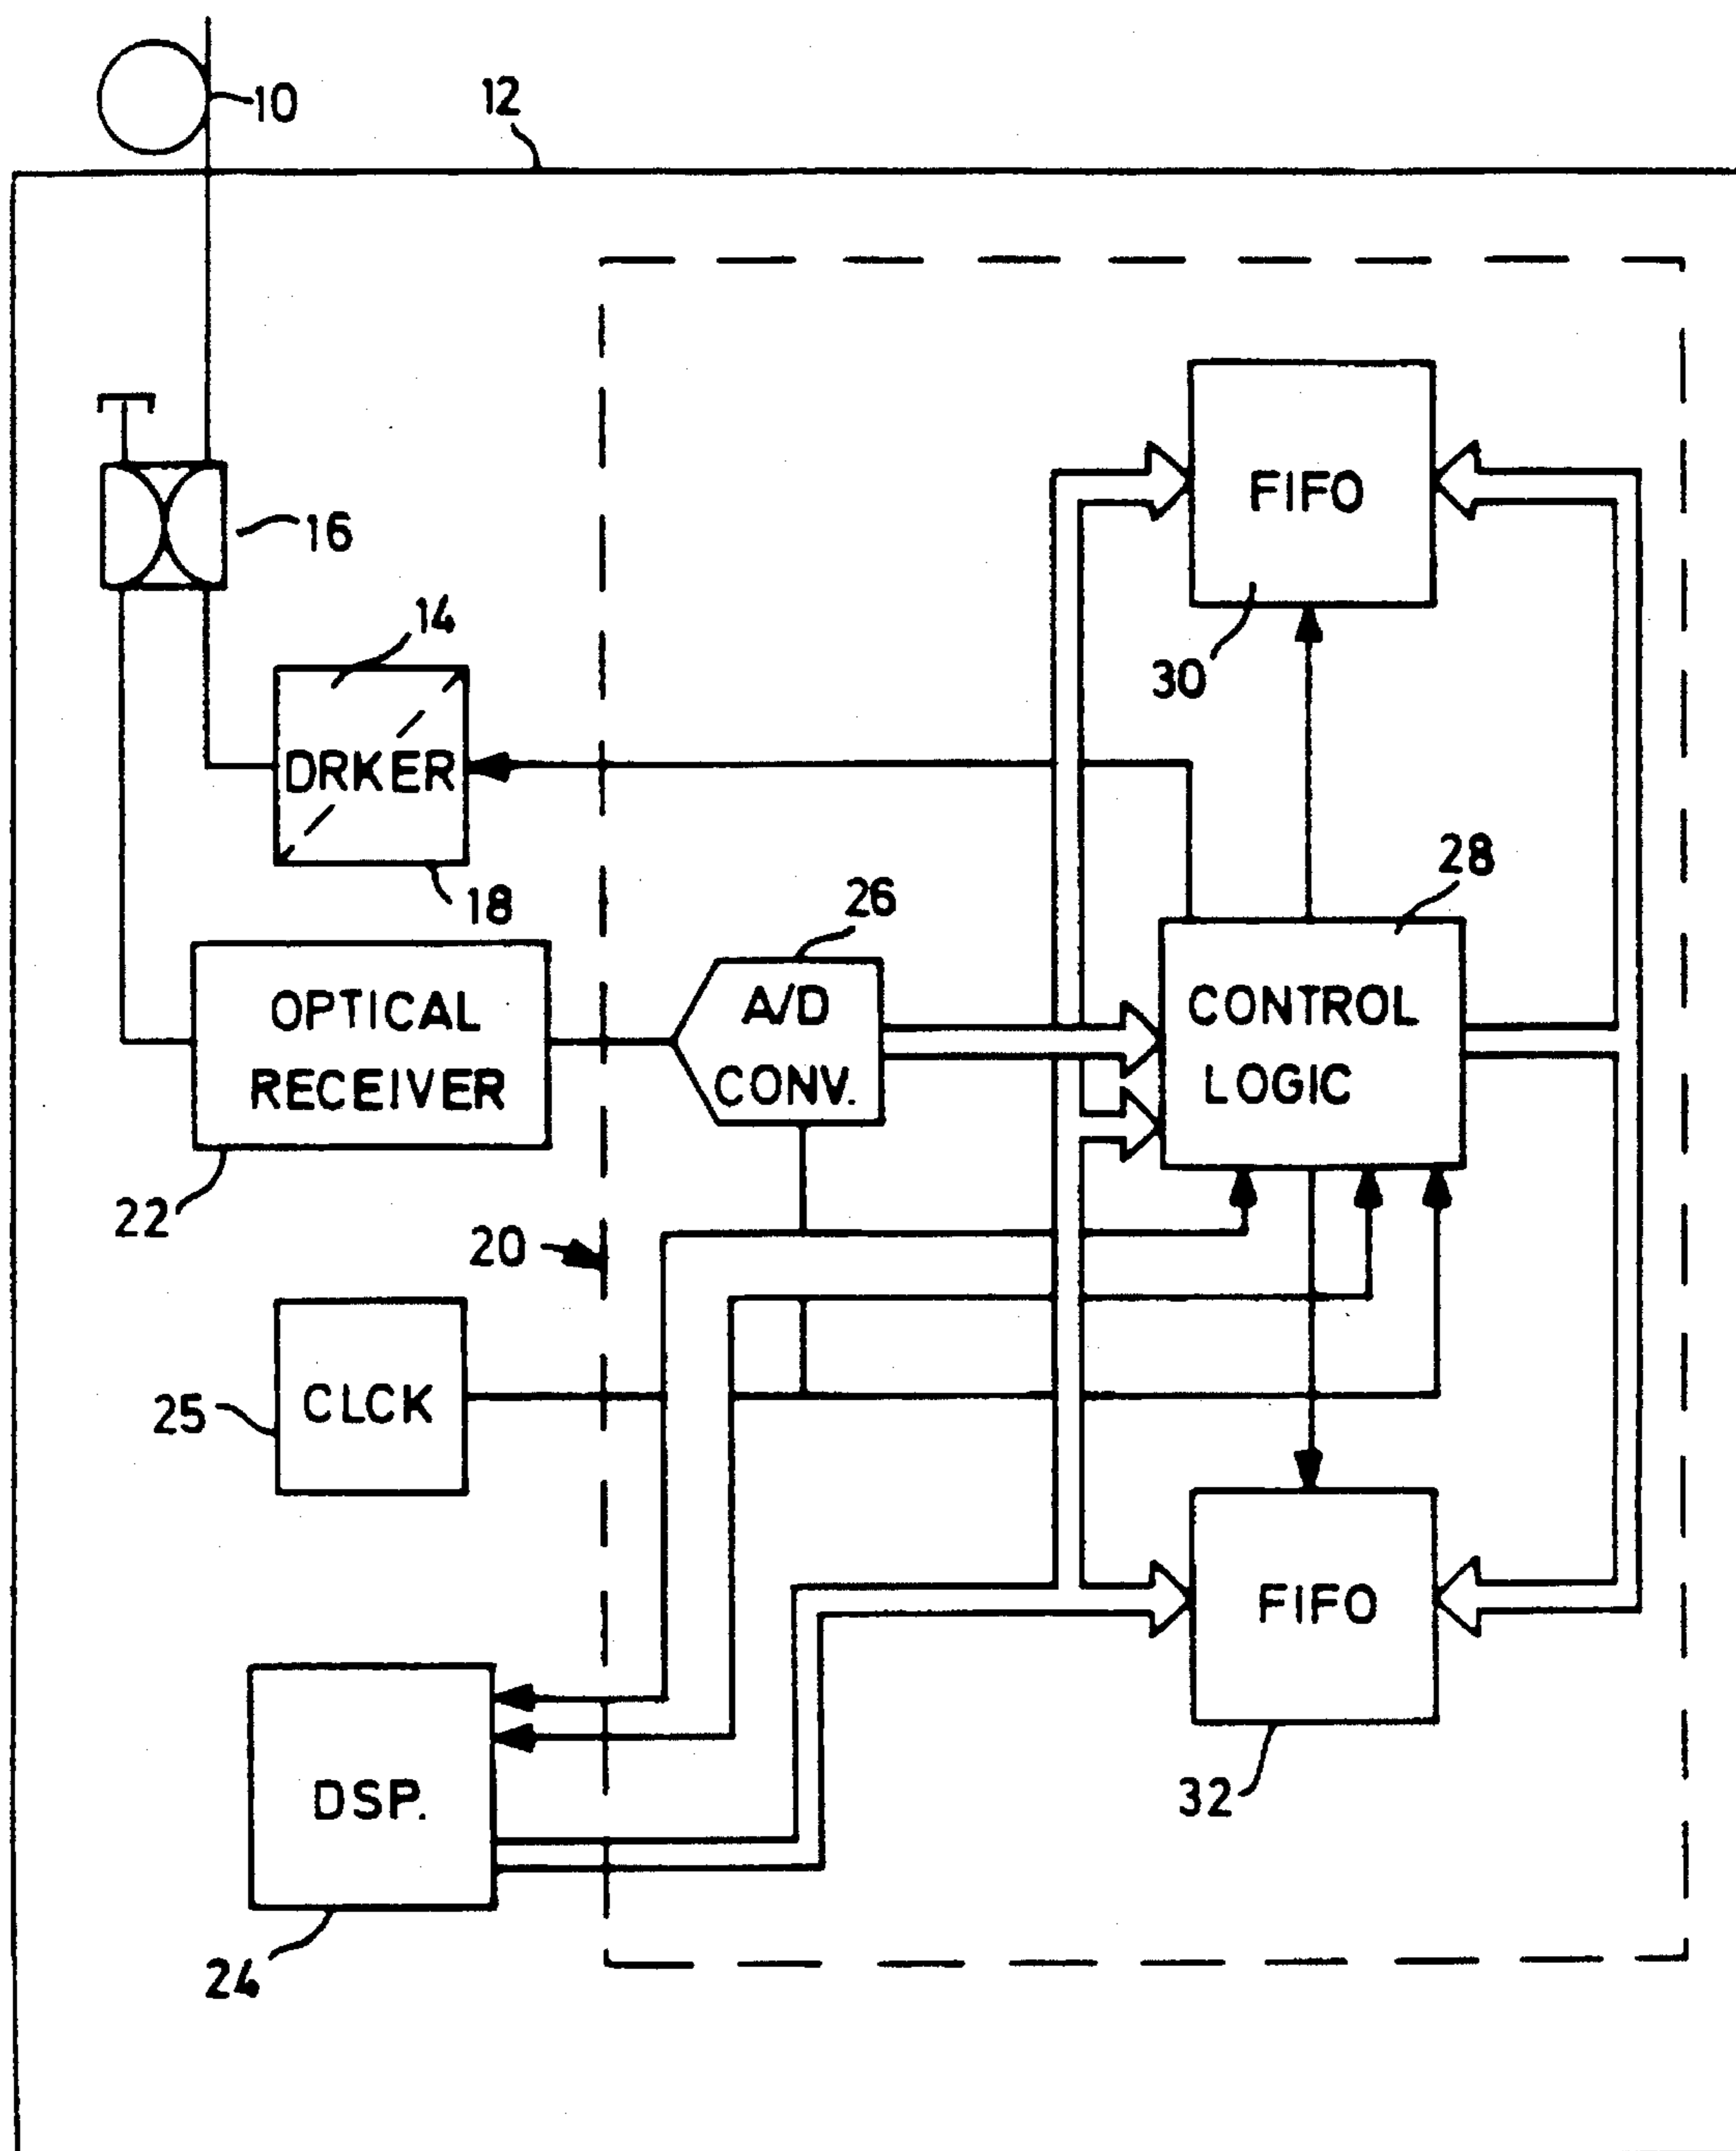 10
12
FIFO
16
14
30
DRKER
28
18
26
OPTICAL
RECEIVER
A/D
CONV.
CONTROL
LOGIC
22
20
25
CLCK
FIFO
DSP.
32
24